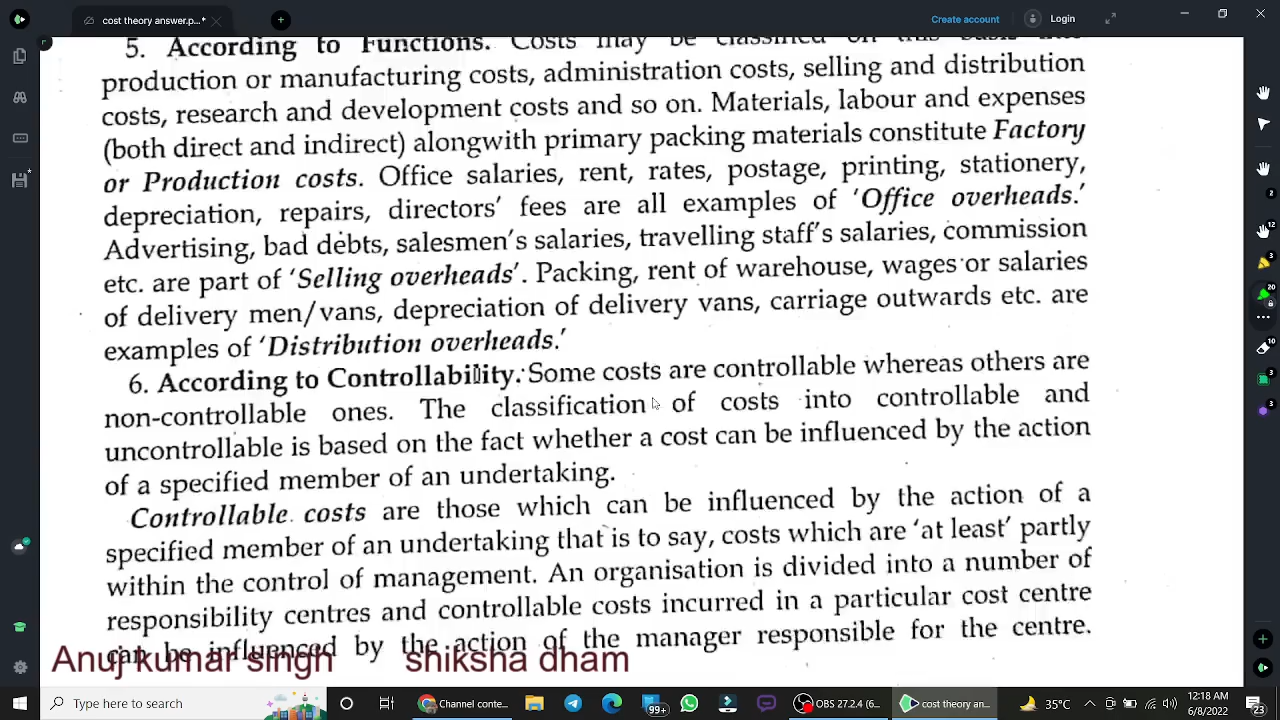 cost theory answer.p...
Create account
Login
5. According to Functions. Costs may be classified on this basis into
production or manufacturing costs, administration costs, selling and distribution
costs, research and development costs and so on. Materials, labour and expenses
(both direct and indirect) alongwith primary packing materials constitute Factory
or Production costs. Office salaries, rent, rates, postage, printing, stationery,
depreciation, repairs, directors' fees are all examples of 'Office overheads.'
Advertising, bad debts, salesmen's salaries, travelling staff's salaries, commission
etc. are part of 'Selling overheads'. Packing, rent of warehouse, wages or salaries
of delivery men/vans, depreciation of delivery vans, carriage outwards etc. are
examples of 'Distribution overheads.'
6. According to Controllability. Some costs are controllable whereas others are
non-controllable ones. The classification of costs into controllable and
uncontrollable is based on the fact whether a cost can be influenced by the action
of a specified member of an undertaking.
Controllable costs are those which can be influenced by the action of a
specified member of an undertaking that is to say, costs which are 'at least' partly
within the control of management. An organisation is divided into a number of
responsibility centres and controllable costs incurred in a particular cost centre
can be influenced by the action of the manager responsible for the centre.
Anuj kumar singh shiksha dham
2
12
3
20
10
3
3
Type here to search
Channel conte...
99+
OBS 27.2.4 (6...
cost theory an...
35°C
ENG
12:18 AM
6/8/2022
2